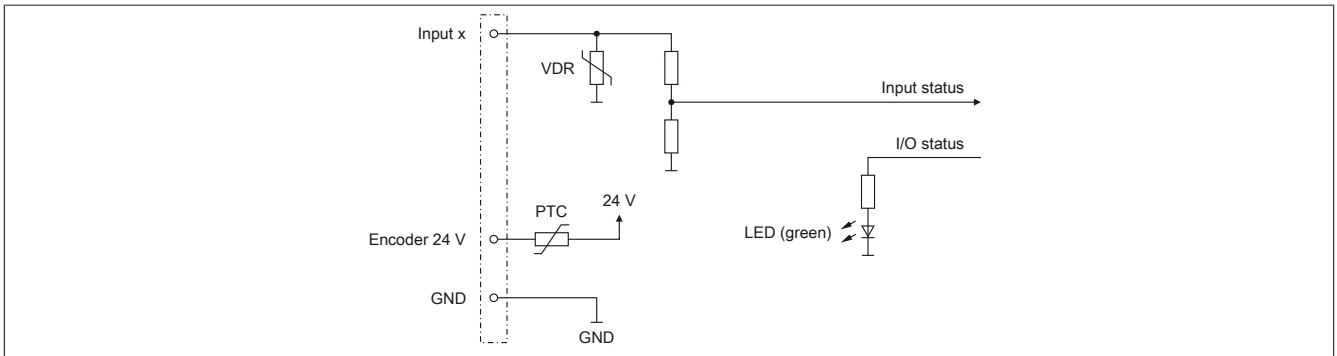 Input x
VDR
Input status
I/O status
24 V
PTC
Encoder 24 V
LED (green)
GND
GND